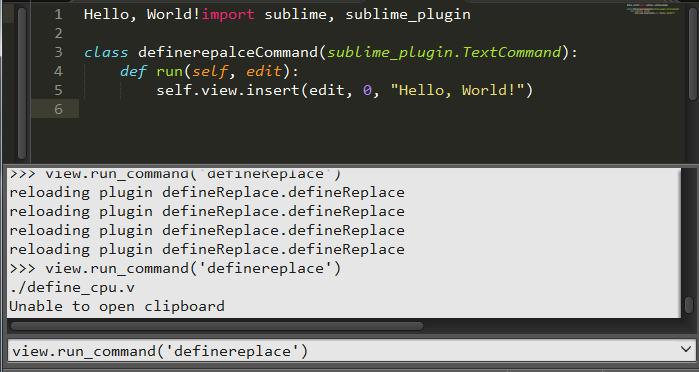 1 Hello, World!import sublime, sublime_plugin
2
3 class definerepalceCommand(sublime_plugin.TextCommand):
4     def run(self, edit):
5         self.view.insert(edit, 0, "Hello, World!")
6
>>> view.run_command('defineReplace')
reloading plugin defineReplace.defineReplace
reloading plugin defineReplace.defineReplace
reloading plugin defineReplace.defineReplace
reloading plugin defineReplace.defineReplace
>>> view.run_command('definereplace')
./define_cpu.v
Unable to open clipboard
view.run_command('definereplace')